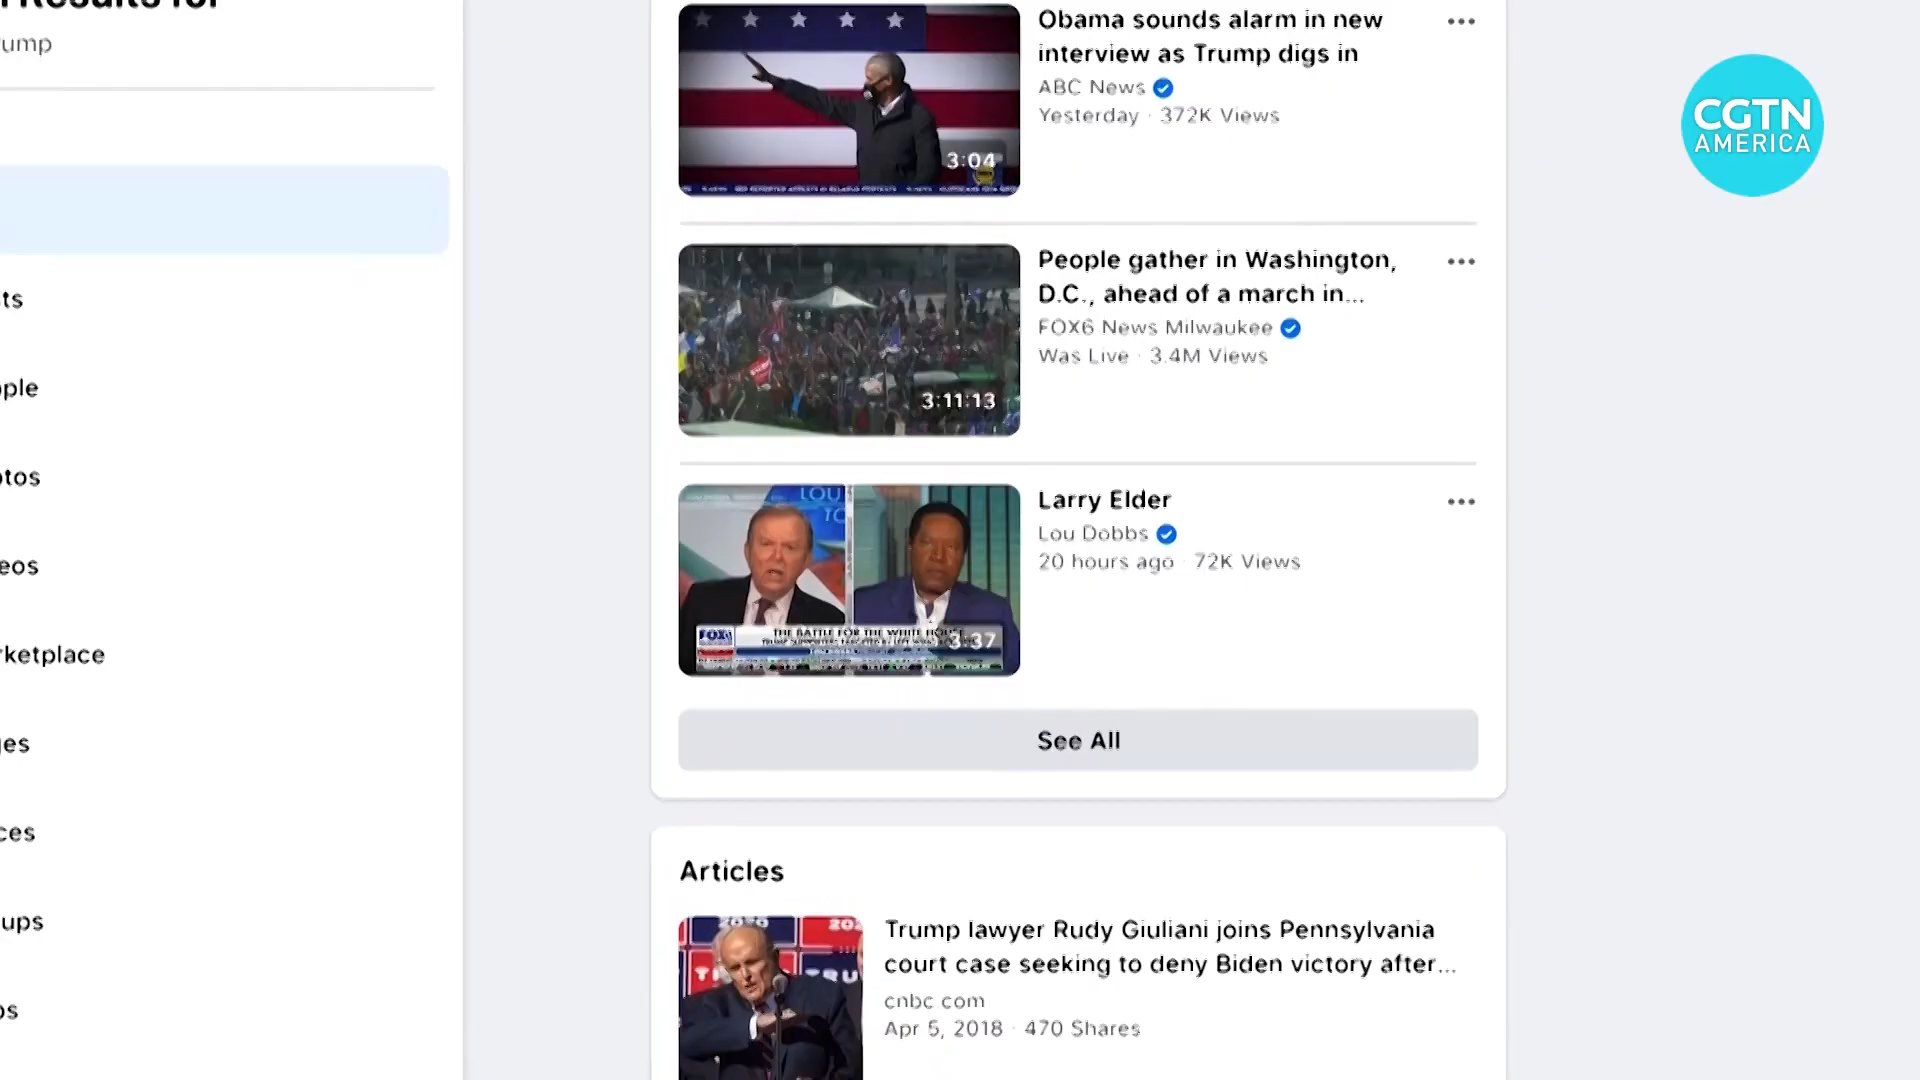 Results for
ump
ts
ple
tos
eos
ketplace
es
ces
ups
os
Obama sounds alarm in new
interview as Trump digs in
ABC News
Yesterday · 372K Views
3:04
People gather in Washington,
D.C., ahead of a march in...
FOX6 News Milwaukee
Was Live · 3.4M Views
3:11:13
Larry Elder
Lou Dobbs
20 hours ago · 72K Views
LOU
THE BATTLE FOR THE WHITE HOUSE
3:37
See All
Articles
Trump lawyer Rudy Giuliani joins Pennsylvania
court case seeking to deny Biden victory after...
cnbc com
Apr 5, 2018 · 470 Shares
CGTN
AMERICA